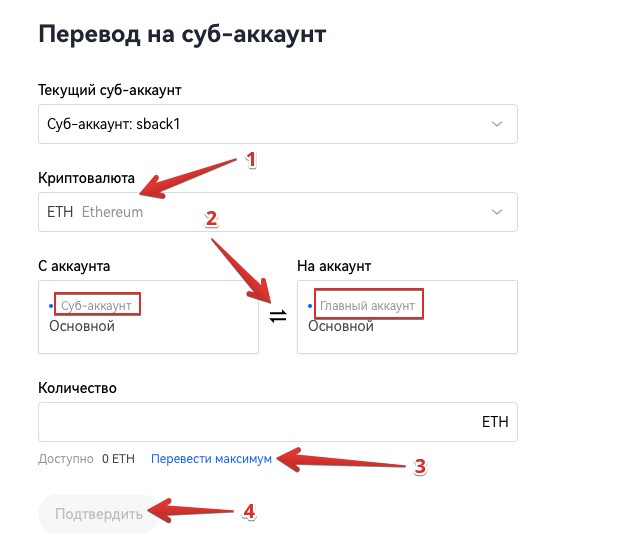 Перевод на суб-аккаунт
Текущий суб-аккаунт
Суб-аккаунт: sback1
1
Криптовалюта
ETH Ethereum
2
С аккаунта На аккаунт
Суб-аккаунт Главный аккаунт
Основной Основной
Количество
ETH
Доступно 0 ETH Перевести максимум
3
Подтвердить
4